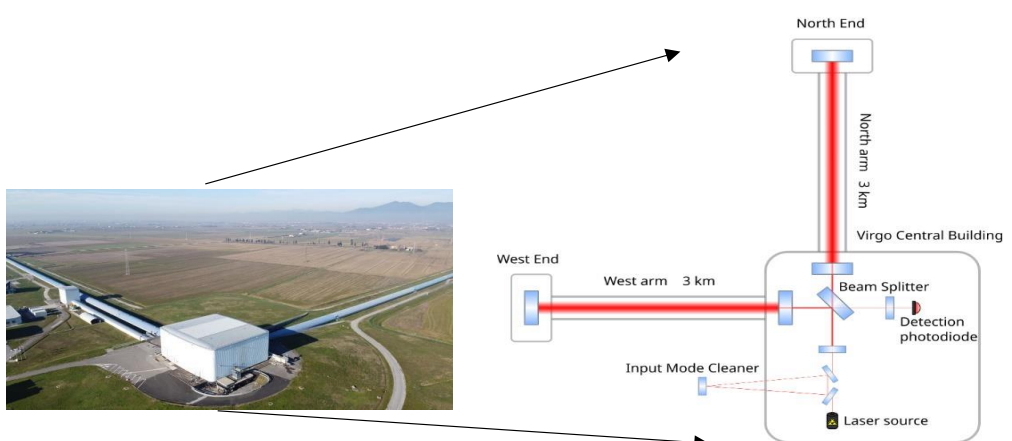 North End
North arm 3 km
Virgo Central Building
West End
West arm 3 km
Beam Splitter
Detection
photodiode
Input Mode Cleaner
Laser source